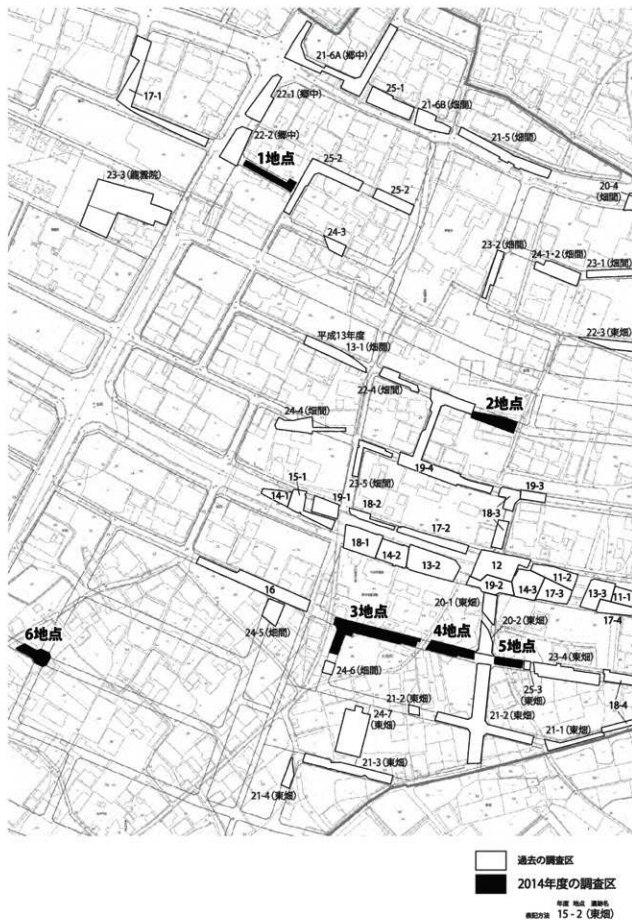 21-6A(郷中)
17-1
22-1(郷中)
25-1
21-6B(畑間)
21-5(畑間)
22-2(郷中)
1地点
25-2
25-2
20-4
(畑間)
23-3(龍雲院)
24-3
23-2(畑間)
24-1・2(畑間)
23-1(畑間)
22-3(東畑)
平成13年度
13-1(畑間)
22-4(畑間)
2地点
24-4(畑間)
23-5(畑間)
19-4
19-3
15-1
14-1
19-1
18-2
17-2
18-3
18-1
14-2
13-2
12
11-2
19-2
14-3
17-3
13-3
11-1
17-4
16
20-1(東畑)
20-2(東畑)
3地点
4地点
5地点
6地点
24-5(畑間)
24-6(畑間)
23-4(東畑)
25-3
(東畑)
18-4
21-2(東畑)
24-7
(東畑)
21-2(東畑)
21-1(東畑)
21-3(東畑)
21-4(東畑)
過去の調査区
2014年度の調査区
年度 地点 遺跡名
表記方法 15-2(東畑)